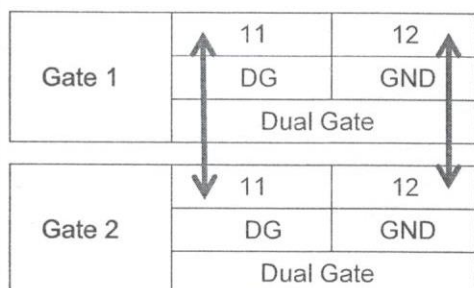 11 12
Gate 1 DG GND
Dual Gate
11 12
Gate 2 DG GND
Dual Gate